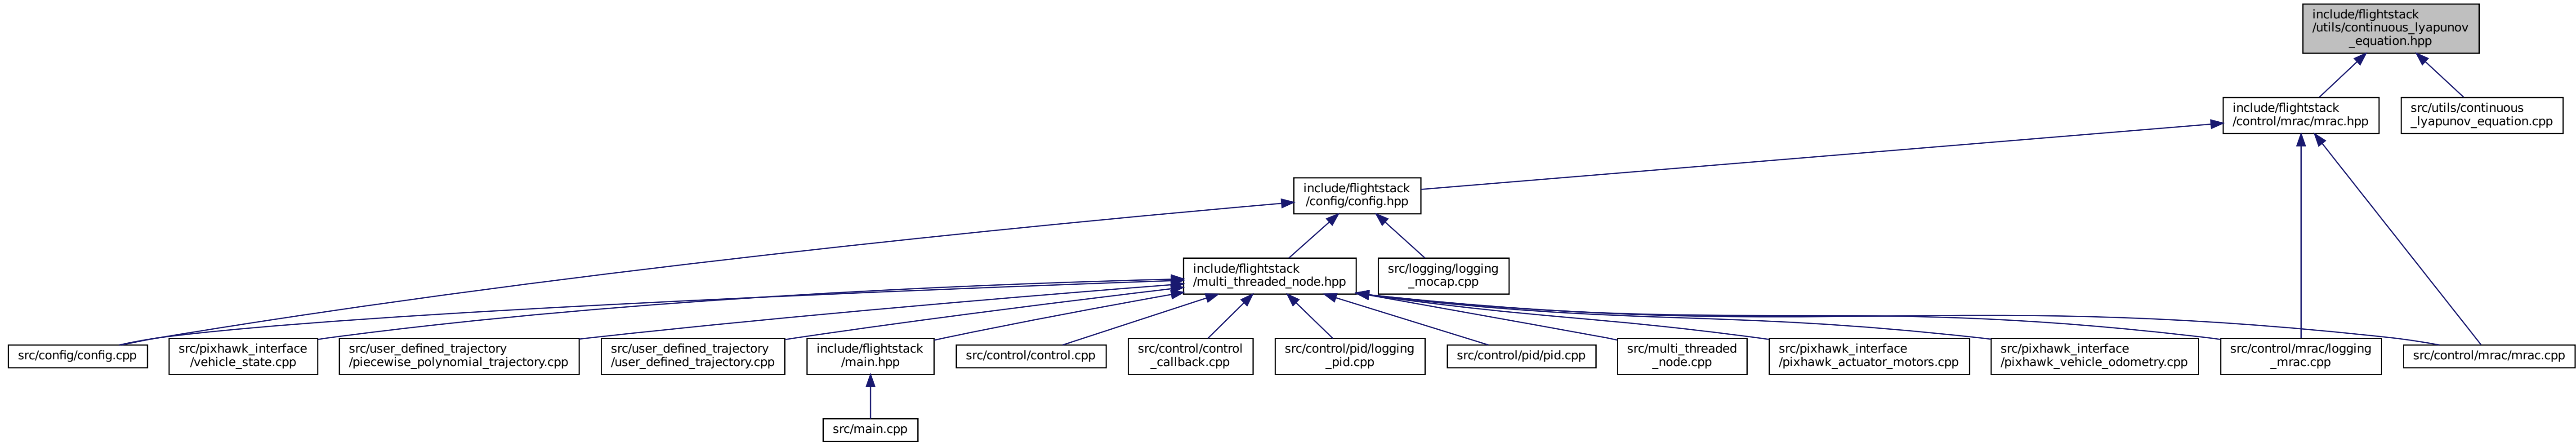 include/flightstack
/utils/continuous_lyapunov
_equation.hpp
include/flightstack
/control/mrac/mrac.hpp
src/utils/continuous
_lyapunov_equation.cpp
include/flightstack
/config/config.hpp
include/flightstack
/multi_threaded_node.hpp
src/logging/logging
_mocap.cpp
src/config/config.cpp
src/pixhawk_interface
/vehicle_state.cpp
src/user_defined_trajectory
/piecewise_polynomial_trajectory.cpp
src/user_defined_trajectory
/user_defined_trajectory.cpp
include/flightstack
/main.hpp
src/control/control.cpp
src/control/control
_callback.cpp
src/control/pid/logging
_pid.cpp
src/control/pid/pid.cpp
src/multi_threaded
_node.cpp
src/pixhawk_interface
/pixhawk_actuator_motors.cpp
src/pixhawk_interface
/pixhawk_vehicle_odometry.cpp
src/control/mrac/logging
_mrac.cpp
src/control/mrac/mrac.cpp
src/main.cpp